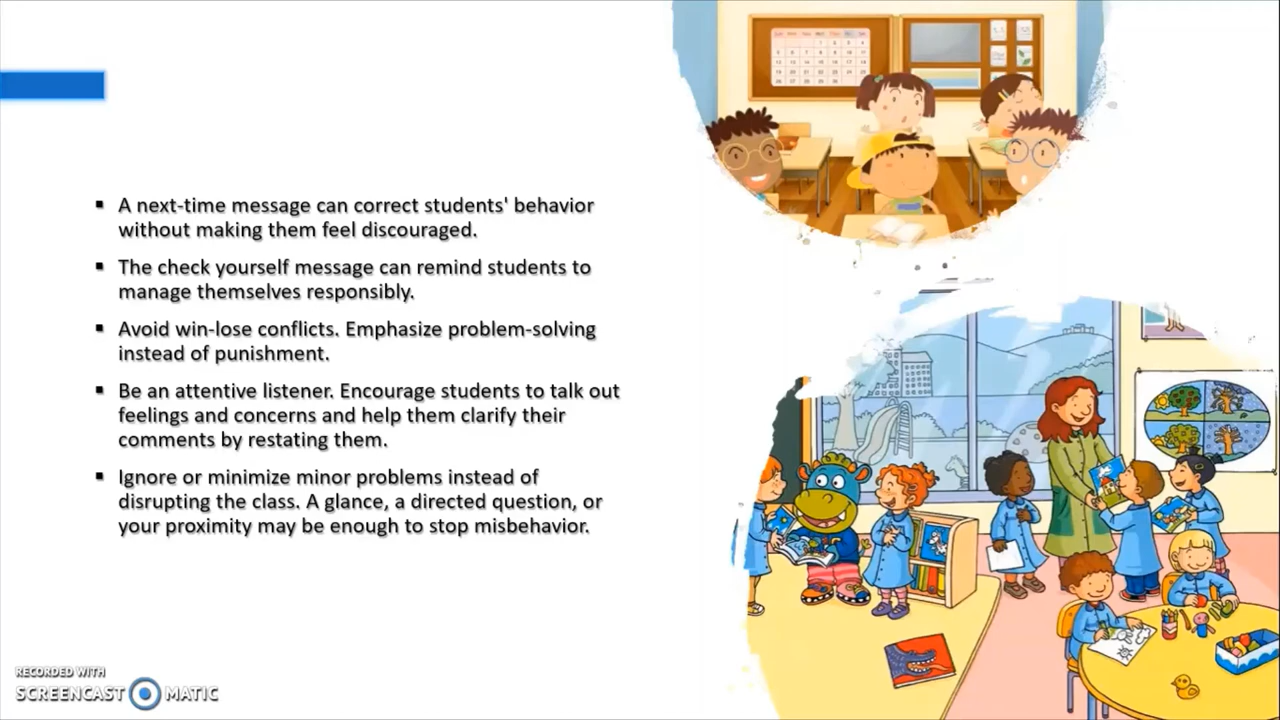 ▪ A next-time message can correct students' behavior
without making them feel discouraged.
▪ The check yourself message can remind students to
manage themselves responsibly.
▪ Avoid win-lose conflicts. Emphasize problem-solving
instead of punishment.
▪ Be an attentive listener. Encourage students to talk out
feelings and concerns and help them clarify their
comments by restating them.
▪ Ignore or minimize minor problems instead of
disrupting the class. A glance, a directed question, or
your proximity may be enough to stop misbehavior.
RECORDED WITH
SCREENCAST MATIC